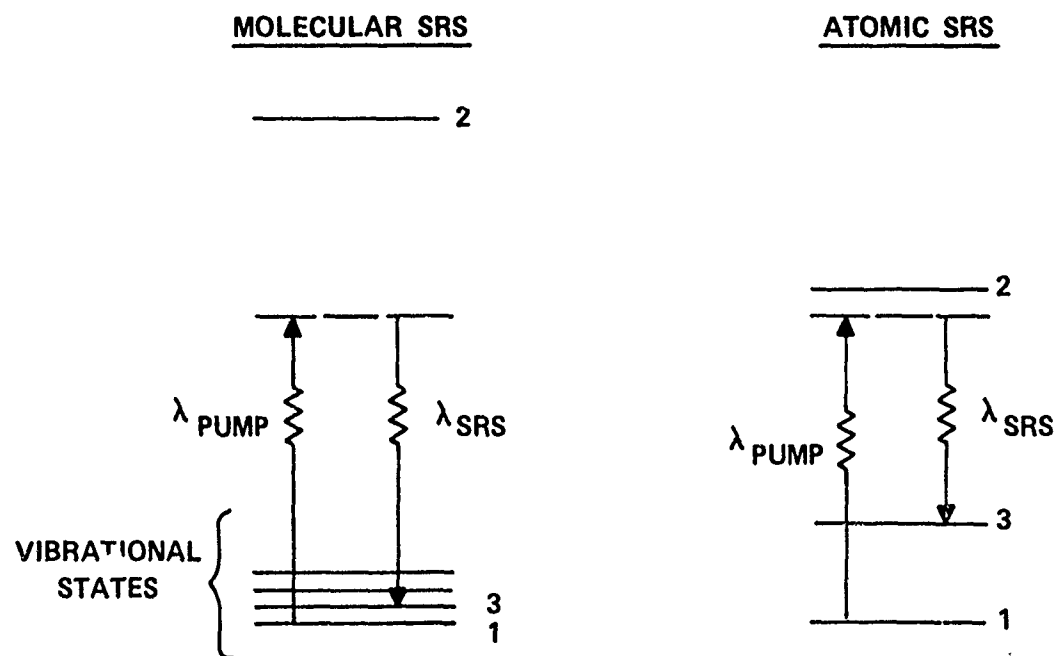 MOLECULAR SRS
ATOMIC SRS
2
2
λ PUMP
λ SRS
λ PUMP
λ SRS
VIBRATIONAL
STATES
3
1
3
1